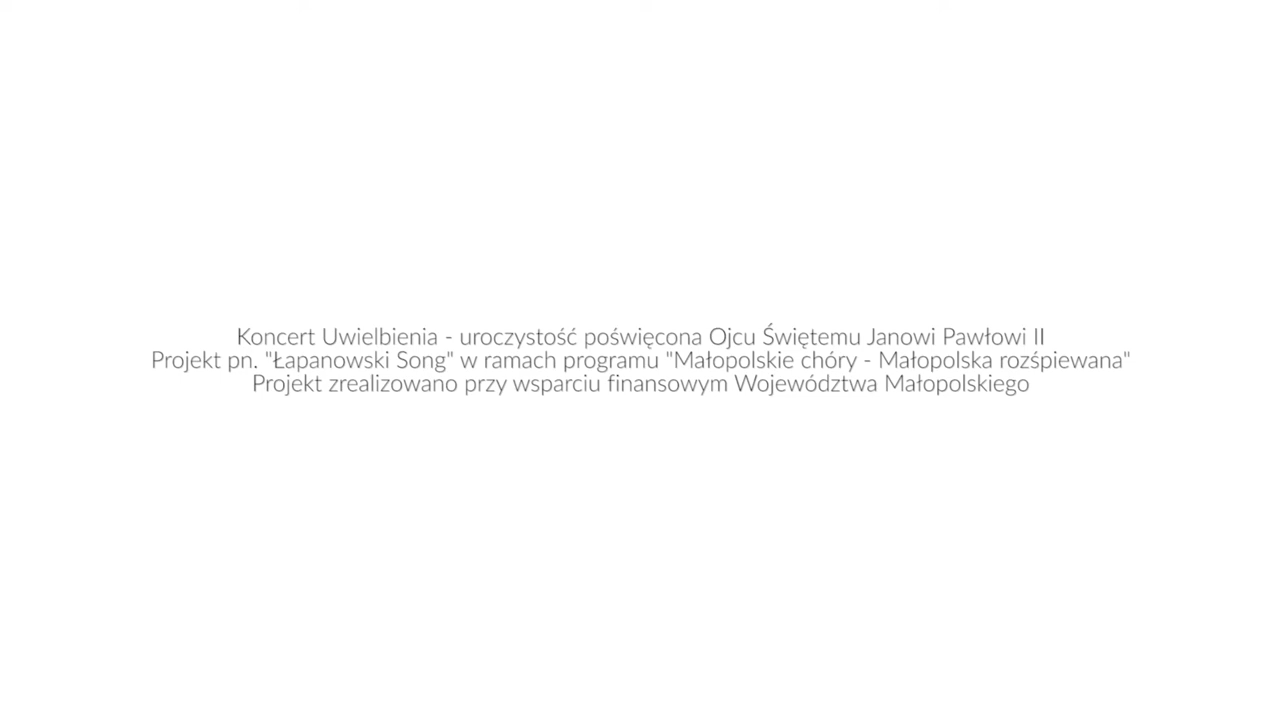 Koncert Uwielbienia - uroczystość poświęcona Ojcu Świętemu Janowi Pawłowi II
Projekt pn. "Łapanowski Song" w ramach programu "Małopolskie chóry - Małopolska rozśpiewana"
Projekt zrealizowano przy wsparciu finansowym Województwa Małopolskiego